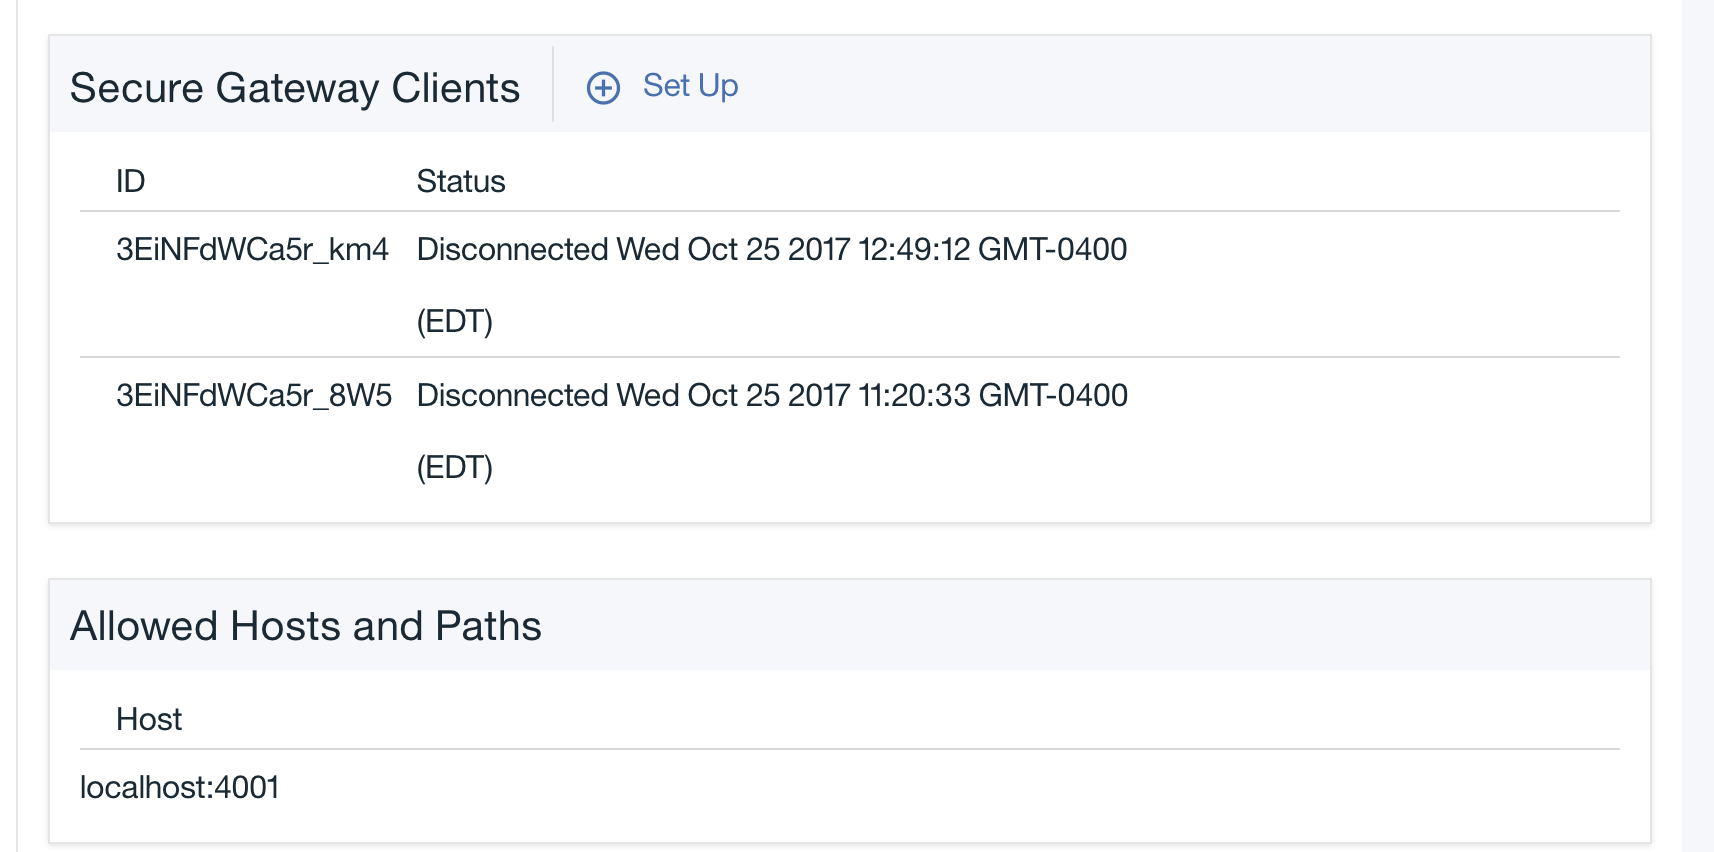 Secure Gateway Clients Set Up
ID Status
3EiNFdWCa5r_km4 Disconnected Wed Oct 25 2017 12:49:12 GMT-0400
(EDT)
3EiNFdWCa5r_8W5 Disconnected Wed Oct 25 2017 11:20:33 GMT-0400
(EDT)
Allowed Hosts and Paths
Host
localhost:4001